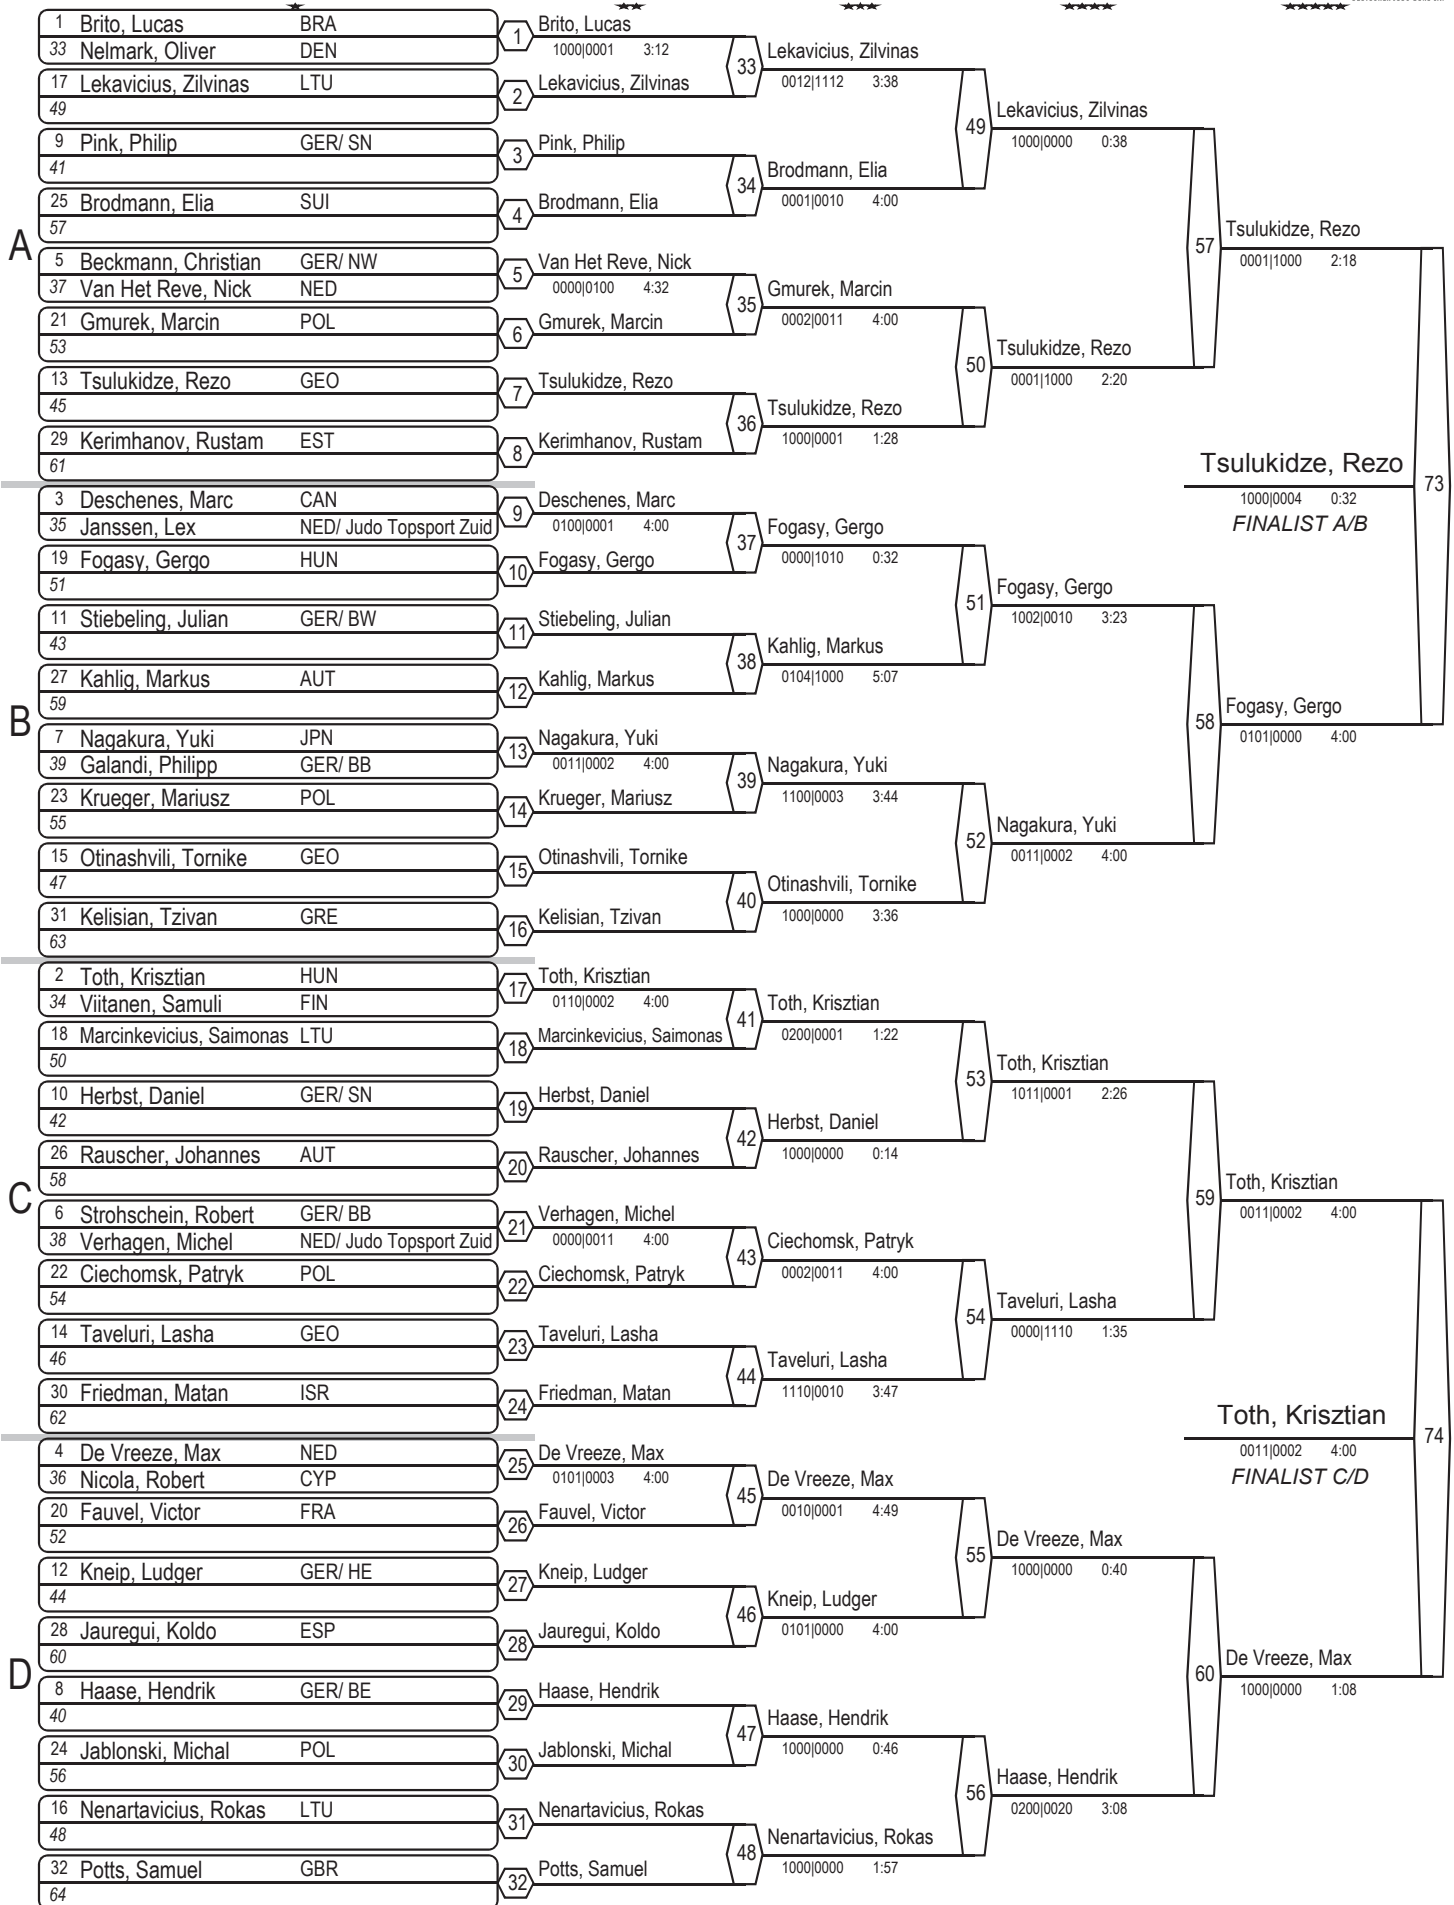 1 Brito, Lucas BRA
33 Nelmark, Oliver DEN
17 Lekavicius, Zilvinas LTU
49
9 Pink, Philip GER/ SN
41
25 Brodmann, Elia SUI
57
A
5 Beckmann, Christian GER/ NW
37 Van Het Reve, Nick NED
21 Gmurek, Marcin POL
53
13 Tsulukidze, Rezo GEO
45
29 Kerimhanov, Rustam EST
61
3 Deschenes, Marc CAN
35 Janssen, Lex NED/ Judo Topsport Zuid
19 Fogasy, Gergo HUN
51
11 Stiebeling, Julian GER/ BW
43
27 Kahlig, Markus AUT
59
B
7 Nagakura, Yuki JPN
39 Galandi, Philipp GER/ BB
23 Krueger, Mariusz POL
55
15 Otinashvili, Tornike GEO
47
31 Kelisian, Tzivan GRE
63
2 Toth, Krisztian HUN
34 Viitanen, Samuli FIN
18 Marcinkevicius, Saimonas LTU
50
10 Herbst, Daniel GER/ SN
42
26 Rauscher, Johannes AUT
58
C
6 Strohschein, Robert GER/ BB
38 Verhagen, Michel NED/ Judo Topsport Zuid
22 Ciechomsk, Patryk POL
54
14 Taveluri, Lasha GEO
46
30 Friedman, Matan ISR
62
4 De Vreeze, Max NED
36 Nicola, Robert CYP
20 Fauvel, Victor FRA
52
12 Kneip, Ludger GER/ HE
44
28 Jauregui, Koldo ESP
60
D
8 Haase, Hendrik GER/ BE
40
24 Jablonski, Michal POL
56
16 Nenartavicius, Rokas LTU
48
32 Potts, Samuel GBR
64
1 Brito, Lucas
1000|0001 3:12
2 Lekavicius, Zilvinas
3 Pink, Philip
4 Brodmann, Elia
5 Van Het Reve, Nick
0000|0100 4:32
6 Gmurek, Marcin
7 Tsulukidze, Rezo
8 Kerimhanov, Rustam
9 Deschenes, Marc
0100|0001 4:00
10 Fogasy, Gergo
11 Stiebeling, Julian
12 Kahlig, Markus
13 Nagakura, Yuki
0011|0002 4:00
14 Krueger, Mariusz
15 Otinashvili, Tornike
16 Kelisian, Tzivan
17 Toth, Krisztian
0110|0002 4:00
18 Marcinkevicius, Saimonas
19 Herbst, Daniel
20 Rauscher, Johannes
21 Verhagen, Michel
0000|0011 4:00
22 Ciechomsk, Patryk
23 Taveluri, Lasha
24 Friedman, Matan
25 De Vreeze, Max
0101|0003 4:00
26 Fauvel, Victor
27 Kneip, Ludger
28 Jauregui, Koldo
29 Haase, Hendrik
30 Jablonski, Michal
31 Nenartavicius, Rokas
32 Potts, Samuel
33 Lekavicius, Zilvinas
0012|1112 3:38
34 Brodmann, Elia
0001|0010 4:00
35 Gmurek, Marcin
0002|0011 4:00
36 Tsulukidze, Rezo
1000|0001 1:28
37 Fogasy, Gergo
0000|1010 0:32
38 Kahlig, Markus
0104|1000 5:07
39 Nagakura, Yuki
1100|0003 3:44
40 Otinashvili, Tornike
1000|0000 3:36
41 Toth, Krisztian
0200|0001 1:22
42 Herbst, Daniel
1000|0000 0:14
43 Ciechomsk, Patryk
0002|0011 4:00
44 Taveluri, Lasha
1110|0010 3:47
45 De Vreeze, Max
0010|0001 4:49
46 Kneip, Ludger
0101|0000 4:00
47 Haase, Hendrik
1000|0000 0:46
48 Nenartavicius, Rokas
1000|0000 1:57
49 Lekavicius, Zilvinas
1000|0000 0:38
50 Tsulukidze, Rezo
0001|1000 2:20
51 Fogasy, Gergo
1002|0010 3:23
52 Nagakura, Yuki
0011|0002 4:00
53 Toth, Krisztian
1011|0001 2:26
54 Taveluri, Lasha
0000|1110 1:35
55 De Vreeze, Max
1000|0000 0:40
56 Haase, Hendrik
0200|0020 3:08
57 Tsulukidze, Rezo
0001|1000 2:18
58 Fogasy, Gergo
0101|0000 4:00
59 Toth, Krisztian
0011|0002 4:00
60 De Vreeze, Max
1000|0000 1:08
Tsulukidze, Rezo 73
1000|0004 0:32
FINALIST A/B
Toth, Krisztian 74
0011|0002 4:00
FINALIST C/D